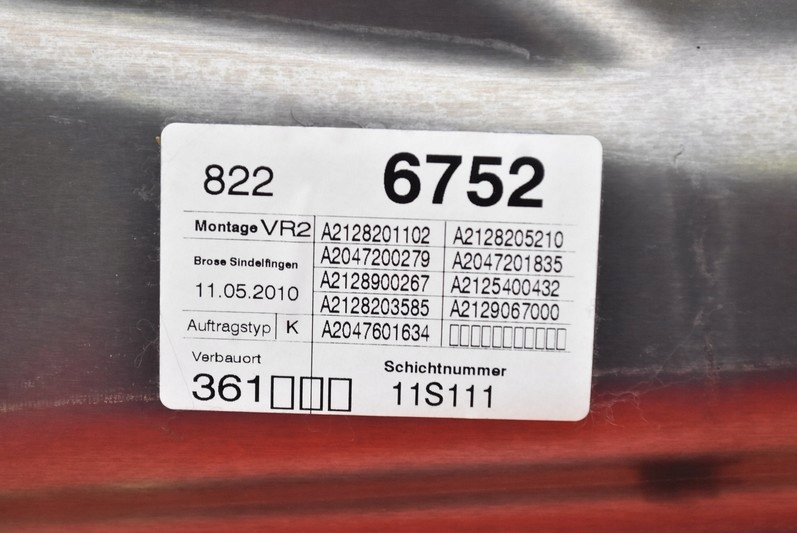 822 6752
Montage VR2 A2128201102 A2128205210
A2047200279 A2047201835
Brose Sindelfingen
A2128900267 A2125400432
11.05.2010
A2128203585 A2129067000
Auftragstyp K A2047601634 □□□□□□□□□□□
Verbauort Schichtnummer
361□□□ 11S111